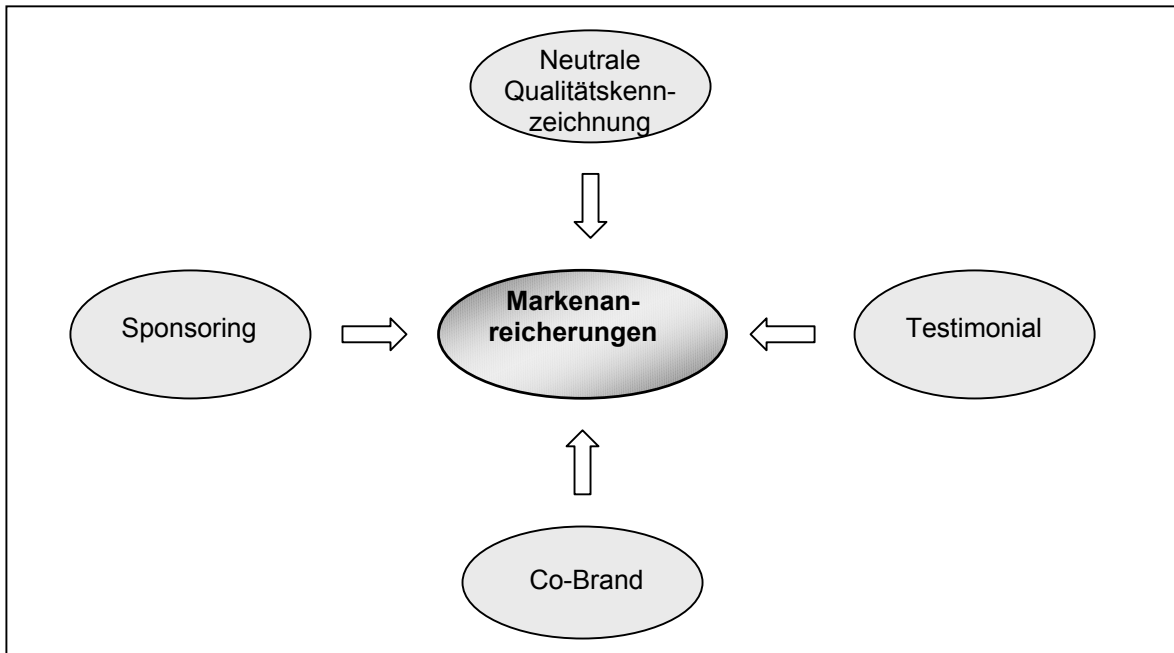 Neutrale
Qualitätskenn-
zeichnung
Sponsoring
Markenan-
reicherungen
Testimonial
Co-Brand